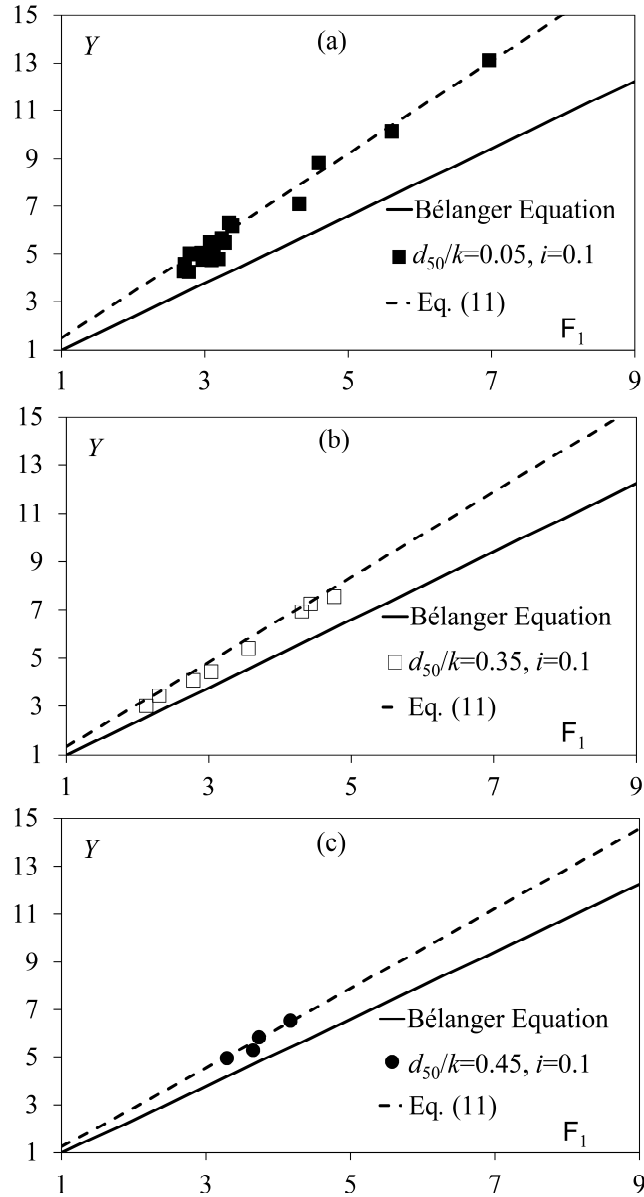 15
Y
(a)
13
11
9
7
Bélanger Equation
5
d50/k=0.05, i=0.1
3
Eq. (11)
F1
1
1 3 5 7 9
15
Y
(b)
13
11
9
7
Bélanger Equation
5
d50/k=0.35, i=0.1
3
Eq. (11)
F1
1
1 3 5 7 9
15
Y
(c)
13
11
9
7
Bélanger Equation
5
d50/k=0.45, i=0.1
3
Eq. (11)
F1
1
1 3 5 7 9